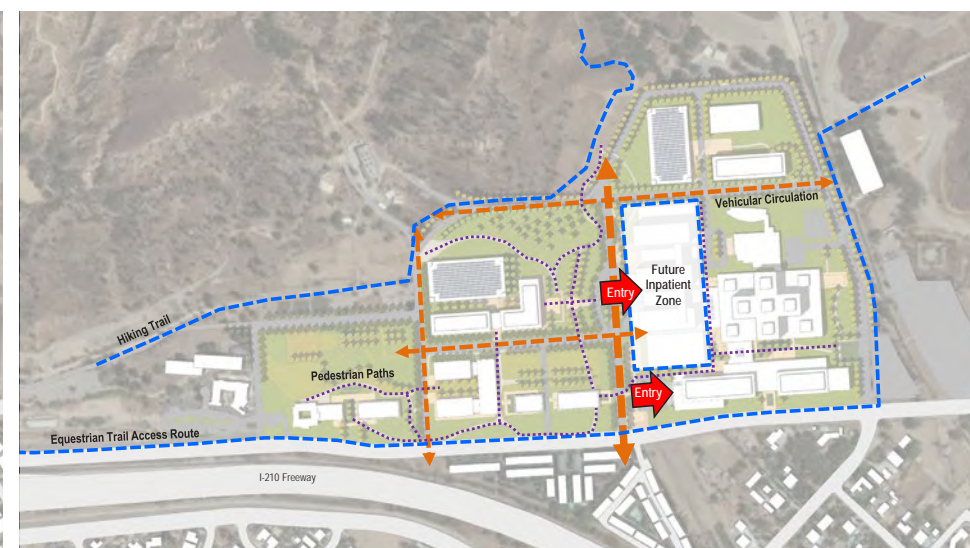 Vehicular Circulation
Future
Inpatient
Zone
Entry
Hiking Trail
Pedestrian Paths
Entry
Equestrian Trail Access Route
I-210 Freeway